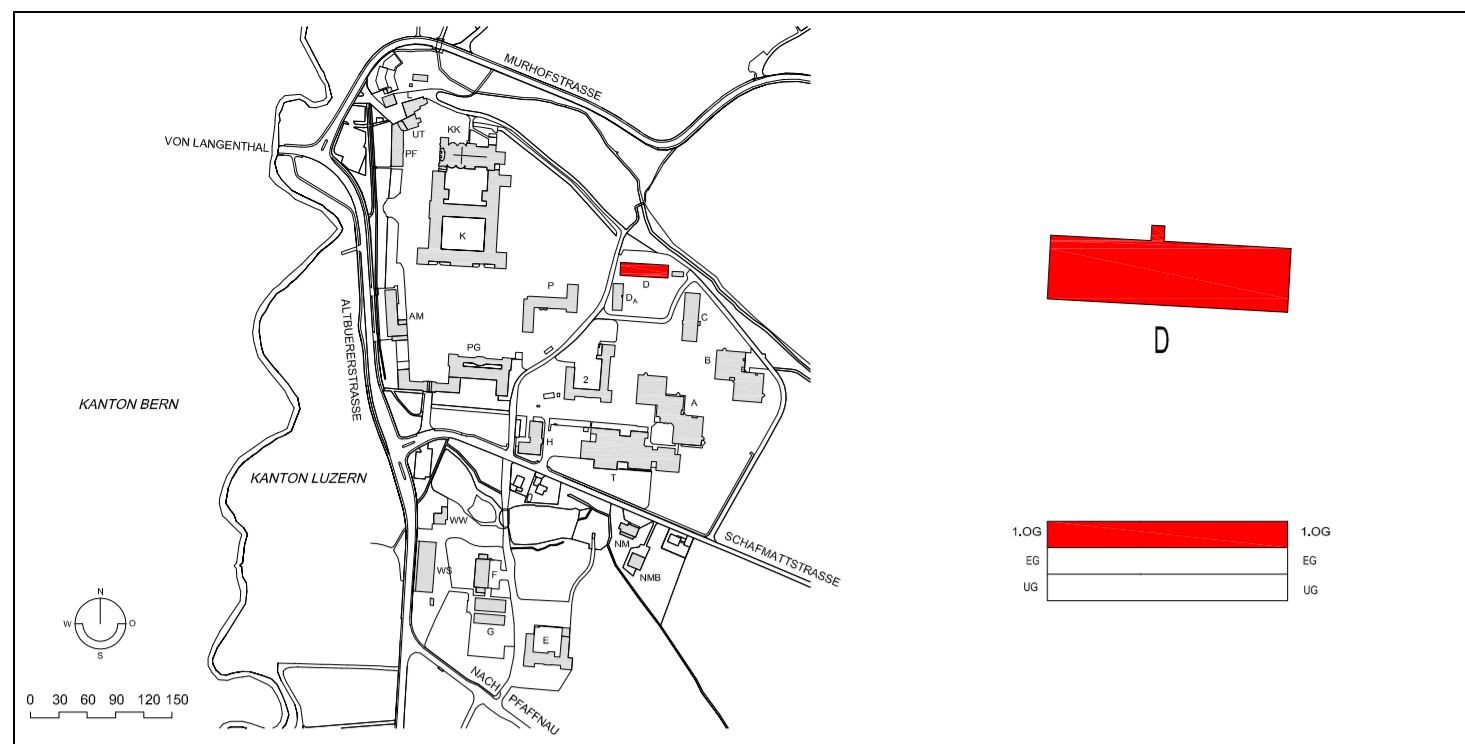 MURHOFSTRASSE
VON LANGENTHAL
UT
KK
PF
K
ALTBUERERSTRASSE
AM
P
D
DA
C
PG
B
2
A
KANTON BERN
H
KANTON LUZERN
T
WW
NM
SCHAFMATTSTRASSE
WS
F
NMB
G
E
NACH
PFAFFNAU
N
W
O
S
0 30 60 90 120 150
D
1.OG 1.OG
EG EG
UG UG